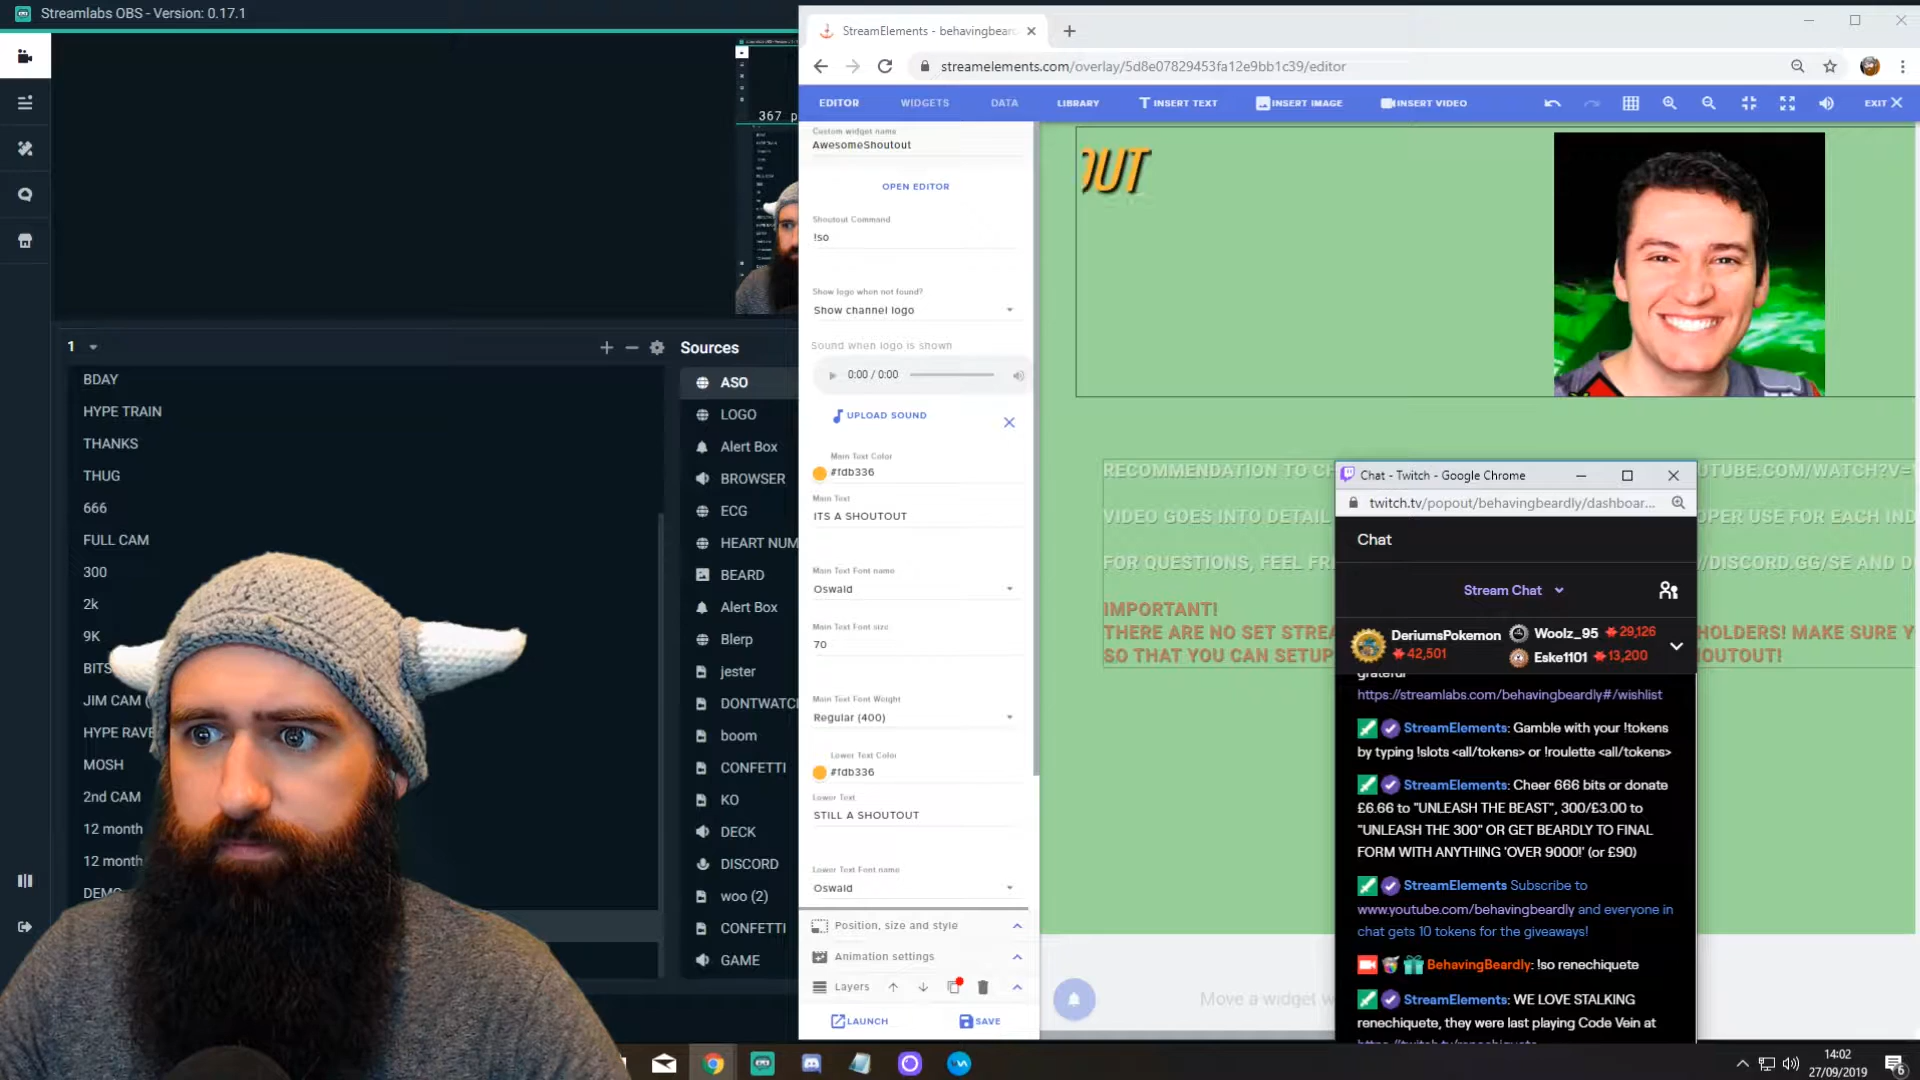 Streamlabs OBS - Version: 0.17.1
367 p
1
Sources
BDAY
HYPE TRAIN
THANKS
THUG
666
FULL CAM
300
2k
9K
BITS
JIM CAM (
HYPE RAVE
MOSH
2nd CAM
12 month
12 month
DEMO
ASO
LOGO
Alert Box
BROWSER
ECG
HEART NUM
BEARD
Alert Box
Blerp
jester
DONTWATC
boom
CONFETTI
KO
DECK
DISCORD
woo (2)
CONFETTI
GAME
StreamElements - behavingbeard
streamelements.com/overlay/5d8e07829453fa12e9bb1c39/editor
EDITOR WIDGETS DATA LIBRARY INSERT TEXT INSERT IMAGE INSERT VIDEO EXIT
Custom widget name
AwesomeShoutout
OPEN EDITOR
Shoutout Command
!so
Show logo when not found?
Show channel logo
Sound when logo is shown
0:00 / 0:00
UPLOAD SOUND
Main Text Color
#fdb336
Main Text
ITS A SHOUTOUT
Main Text Font name
Oswald
Main Text Font size
70
Main Text Font Weight
Regular (400)
Lower Text Color
#fdb336
Lower Text
STILL A SHOUTOUT
Lower Text Font name
Oswald
Position, size and style
Animation settings
Layers
LAUNCH SAVE
OUT
RECOMMENDATION TO CH UTUBE.COM/WATCH?V=
VIDEO GOES INTO DETAIL OPER USE FOR EACH IND
FOR QUESTIONS, FEEL FRE /DISCORD.GG/SE AND D
IMPORTANT!
THERE ARE NO SET STREA HOLDERS! MAKE SURE Y
SO THAT YOU CAN SETUP HOUTOUT!
Move a widget w
Chat - Twitch - Google Chrome
twitch.tv/popout/behavingbeardly/dashboar...
Chat
Stream Chat
DeriumsPokemon
42,501
Woolz_95 29,126
Eske1101 13,200
grateful
https://streamlabs.com/behavingbeardly#/wishlist
StreamElements: Gamble with your !tokens
by typing !slots <all/tokens> or !roulette <all/tokens>
StreamElements: Cheer 666 bits or donate
£6.66 to "UNLEASH THE BEAST", 300/£3.00 to
"UNLEASH THE 300" OR GET BEARDLY TO FINAL
FORM WITH ANYTHING 'OVER 9000!' (or £90)
StreamElements Subscribe to
www.youtube.com/behavingbeardly and everyone in
chat gets 10 tokens for the giveaways!
BehavingBeardly: !so renechiquete
StreamElements: WE LOVE STALKING
renechiquete, they were last playing Code Vein at
14:02
27/09/2019
6